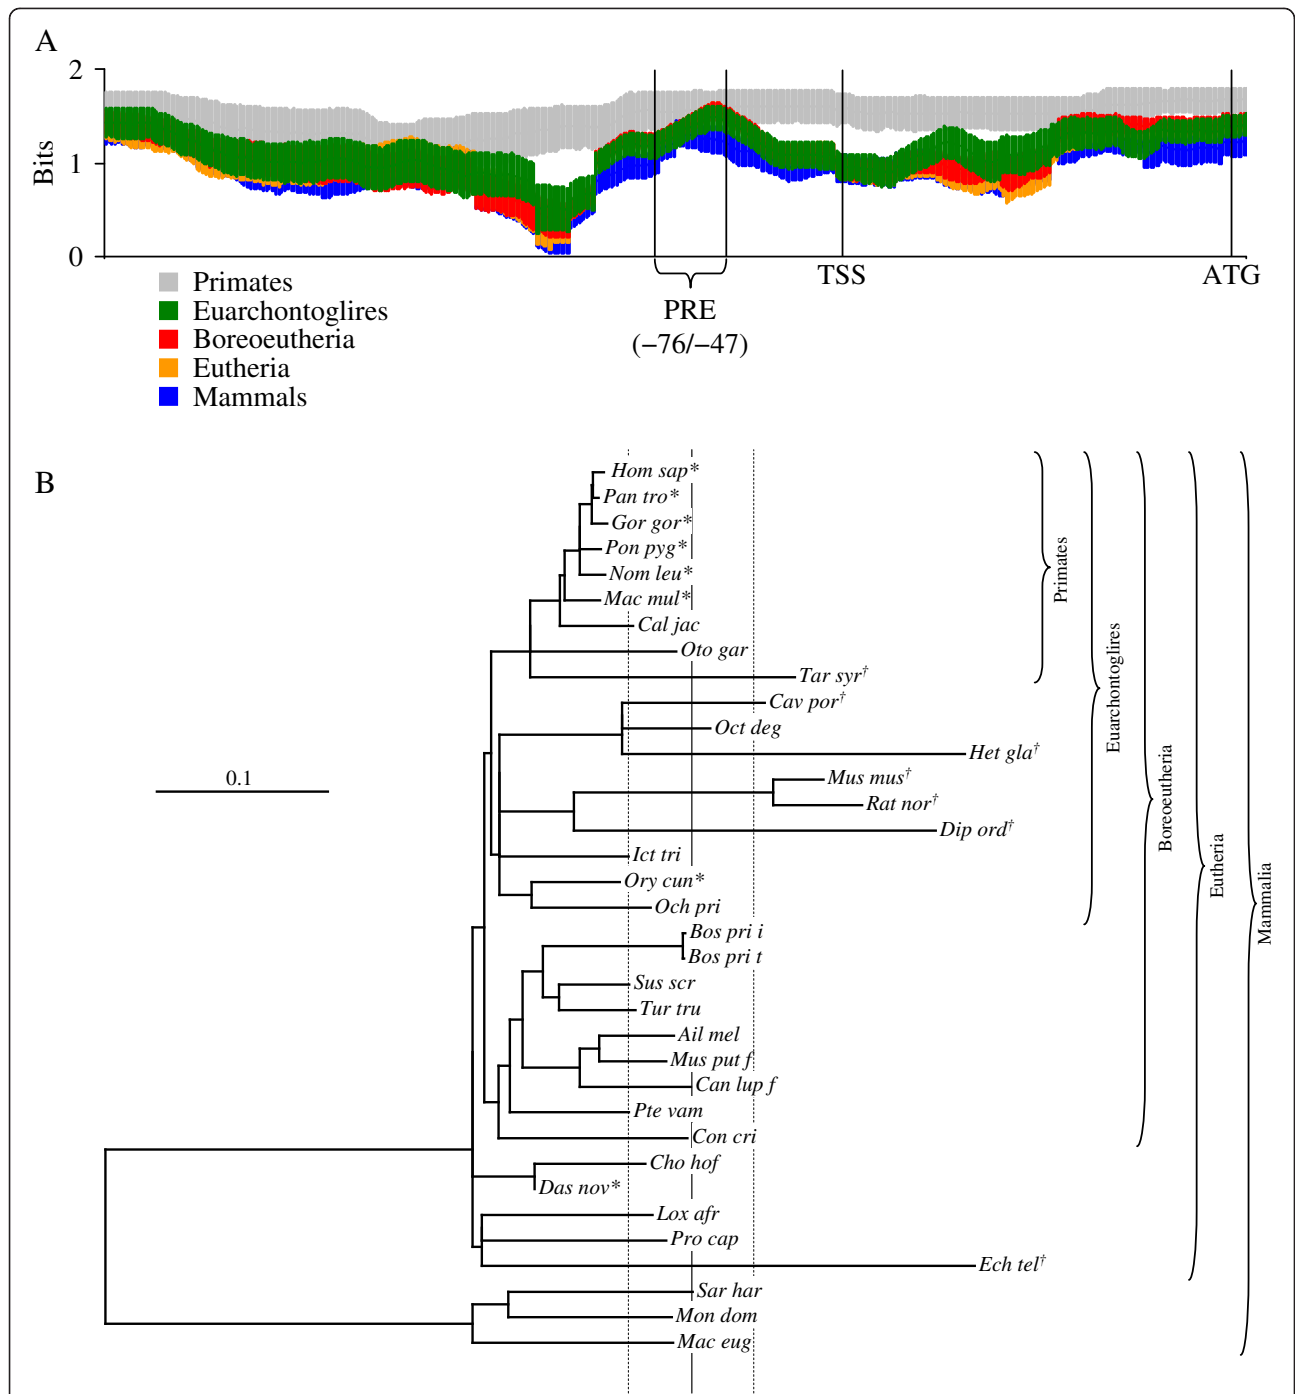 A
2
1
0
Bits
TSS
ATG
PRE
(−76/−47)
Primates
Euarchontoglires
Boreoeutheria
Eutheria
Mammals
B
0.1
Hom sap*
Pan tro*
Gor gor*
Pon pyg*
Nom leu*
Mac mul*
Cal jac
Oto gar
Tar syr†
Cav por†
Oct deg
Het gla†
Mus mus†
Rat nor†
Dip ord†
Ict tri
Ory cun*
Och pri
Bos pri i
Bos pri t
Sus scr
Tur tru
Ail mel
Mus put f
Can lup f
Pte vam
Con cri
Cho hof
Das nov*
Lox afr
Pro cap
Ech tel†
Sar har
Mon dom
Mac eug
Primates
Euarchontoglires
Boreoeutheria
Eutheria
Mammalia